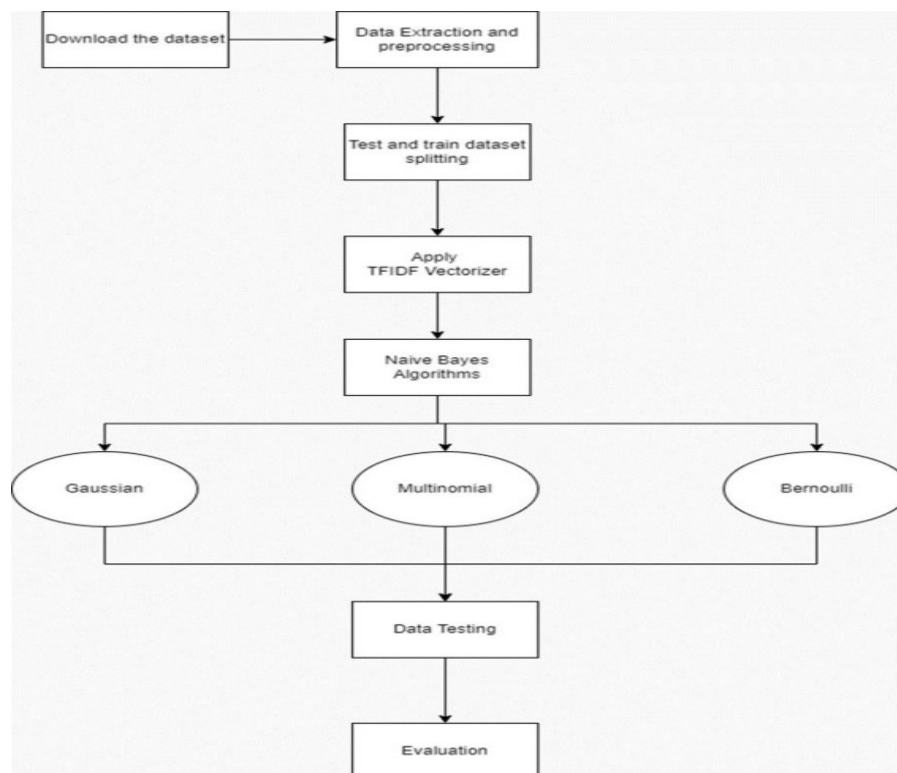 Download the dataset
Data Extraction and
preprocessing
Test and train dataset
splitting
Apply
TFIDF Vectorizer
Naive Bayes
Algorithms
Gaussian
Multinomial
Bernoulli
Data Testing
Evaluation